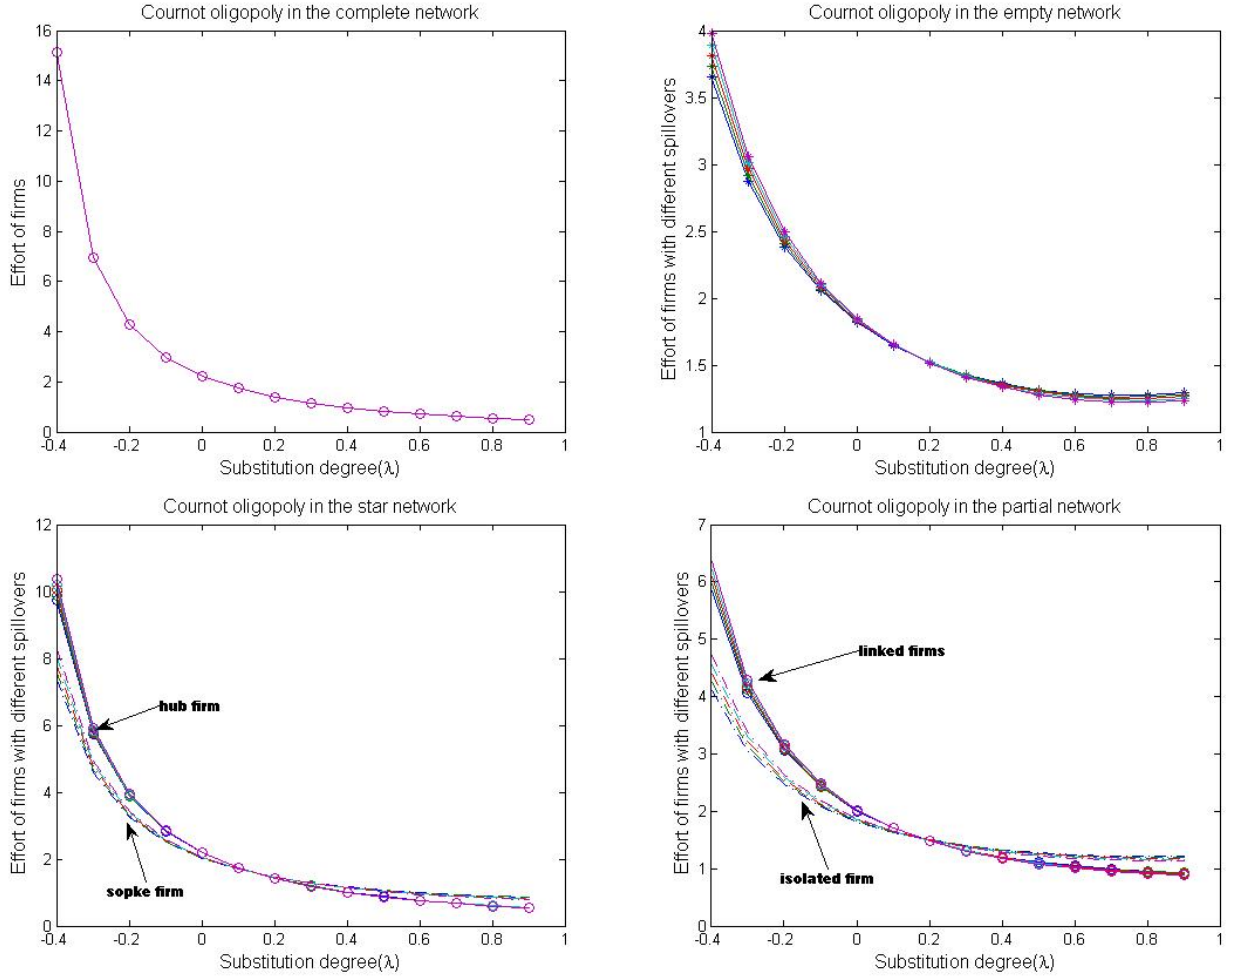 Cournot oligopoly in the complete network
16
14
12
10
8
6
4
2
0
Effort of firms
-0.4 -0.2 0 0.2 0.4 0.6 0.8 1
Substitution degree(λ)
Cournot oligopoly in the empty network
4
3.5
3
2.5
2
1.5
1
Effort of firms with different spillovers
-0.4 -0.2 0 0.2 0.4 0.6 0.8 1
Substitution degree(λ)
Cournot oligopoly in the star network
12
10
8
6
4
2
0
Effort of firms with different spillovers
hub firm
sopke firm
-0.4 -0.2 0 0.2 0.4 0.6 0.8 1
Substitution degree(λ)
Cournot oligopoly in the partial network
7
6
5
4
3
2
1
0
Effort of firms with different spillovers
linked firms
isolated firm
-0.4 -0.2 0 0.2 0.4 0.6 0.8 1
Substitution degree(λ)